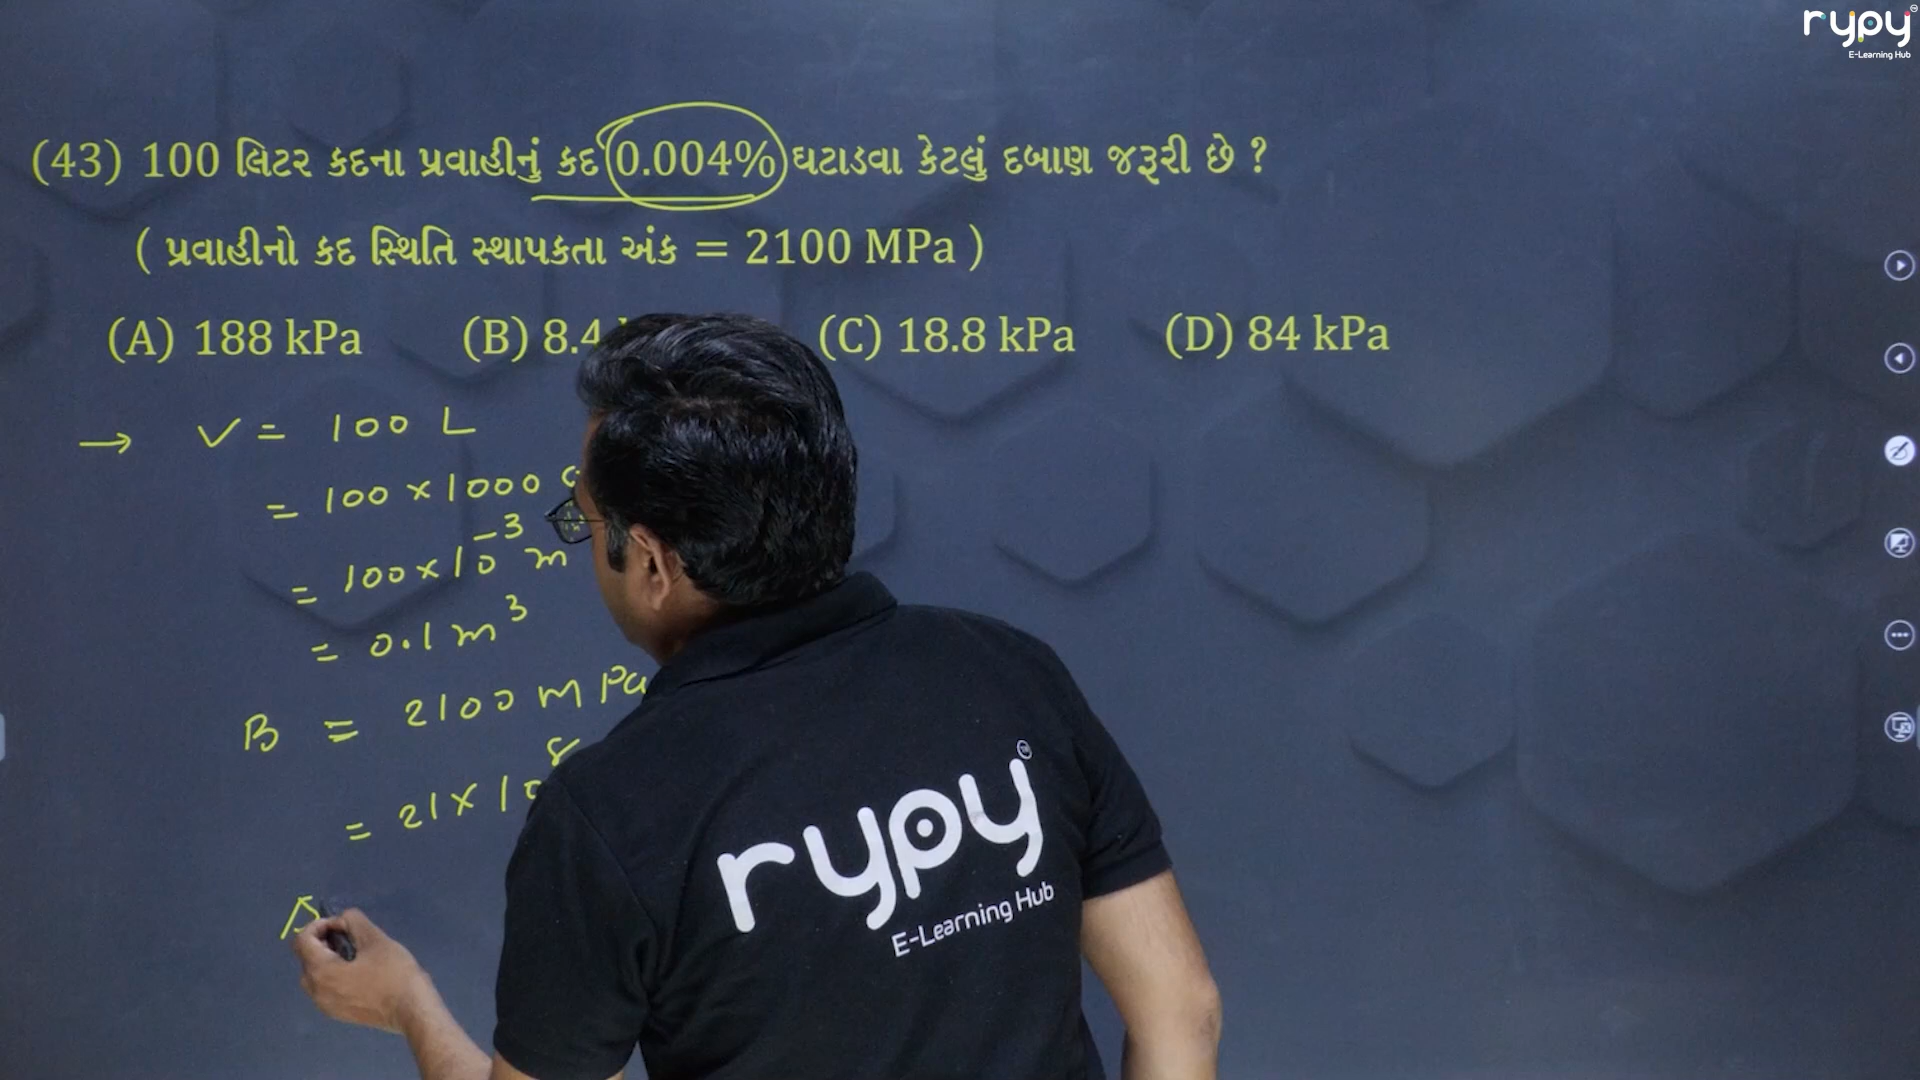 rypy
E-Learning Hub
(43) 100 લિટર કદના પ્રવાહીનું કદ 0.004% ઘટાડવા કેટલું દબાણ જરૂરી છે ?
( પ્રવાહીનો કદ સ્થિતિ સ્થાપકતા અંક = 2100 MPa )
(A) 188 kPa (B) 8.4 (C) 18.8 kPa (D) 84 kPa
→ V = 100 L
= 100 × 1000
= 100 × 10⁻³ m
= 0.1 m³
B = 2100 m Pa
= 21 × 10⁸
rypy
E-Learning Hub